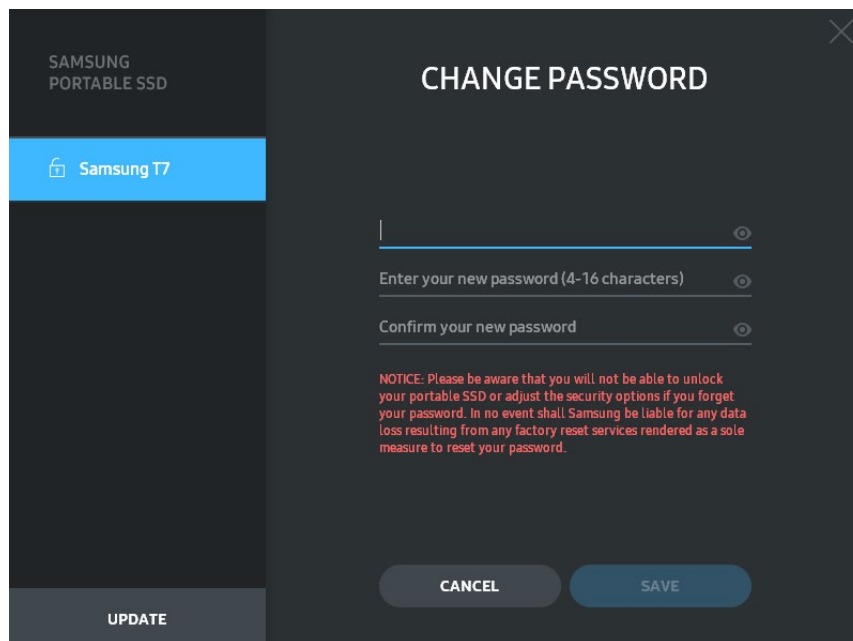 SAMSUNG
PORTABLE SSD
Samsung T7
UPDATE
CHANGE PASSWORD
Enter your new password (4-16 characters)
Confirm your new password
NOTICE: Please be aware that you will not be able to unlock
your portable SSD or adjust the security options if you forget
your password. In no event shall Samsung be liable for any data
loss resulting from any factory reset services rendered as a sole
measure to reset your password.
CANCEL
SAVE